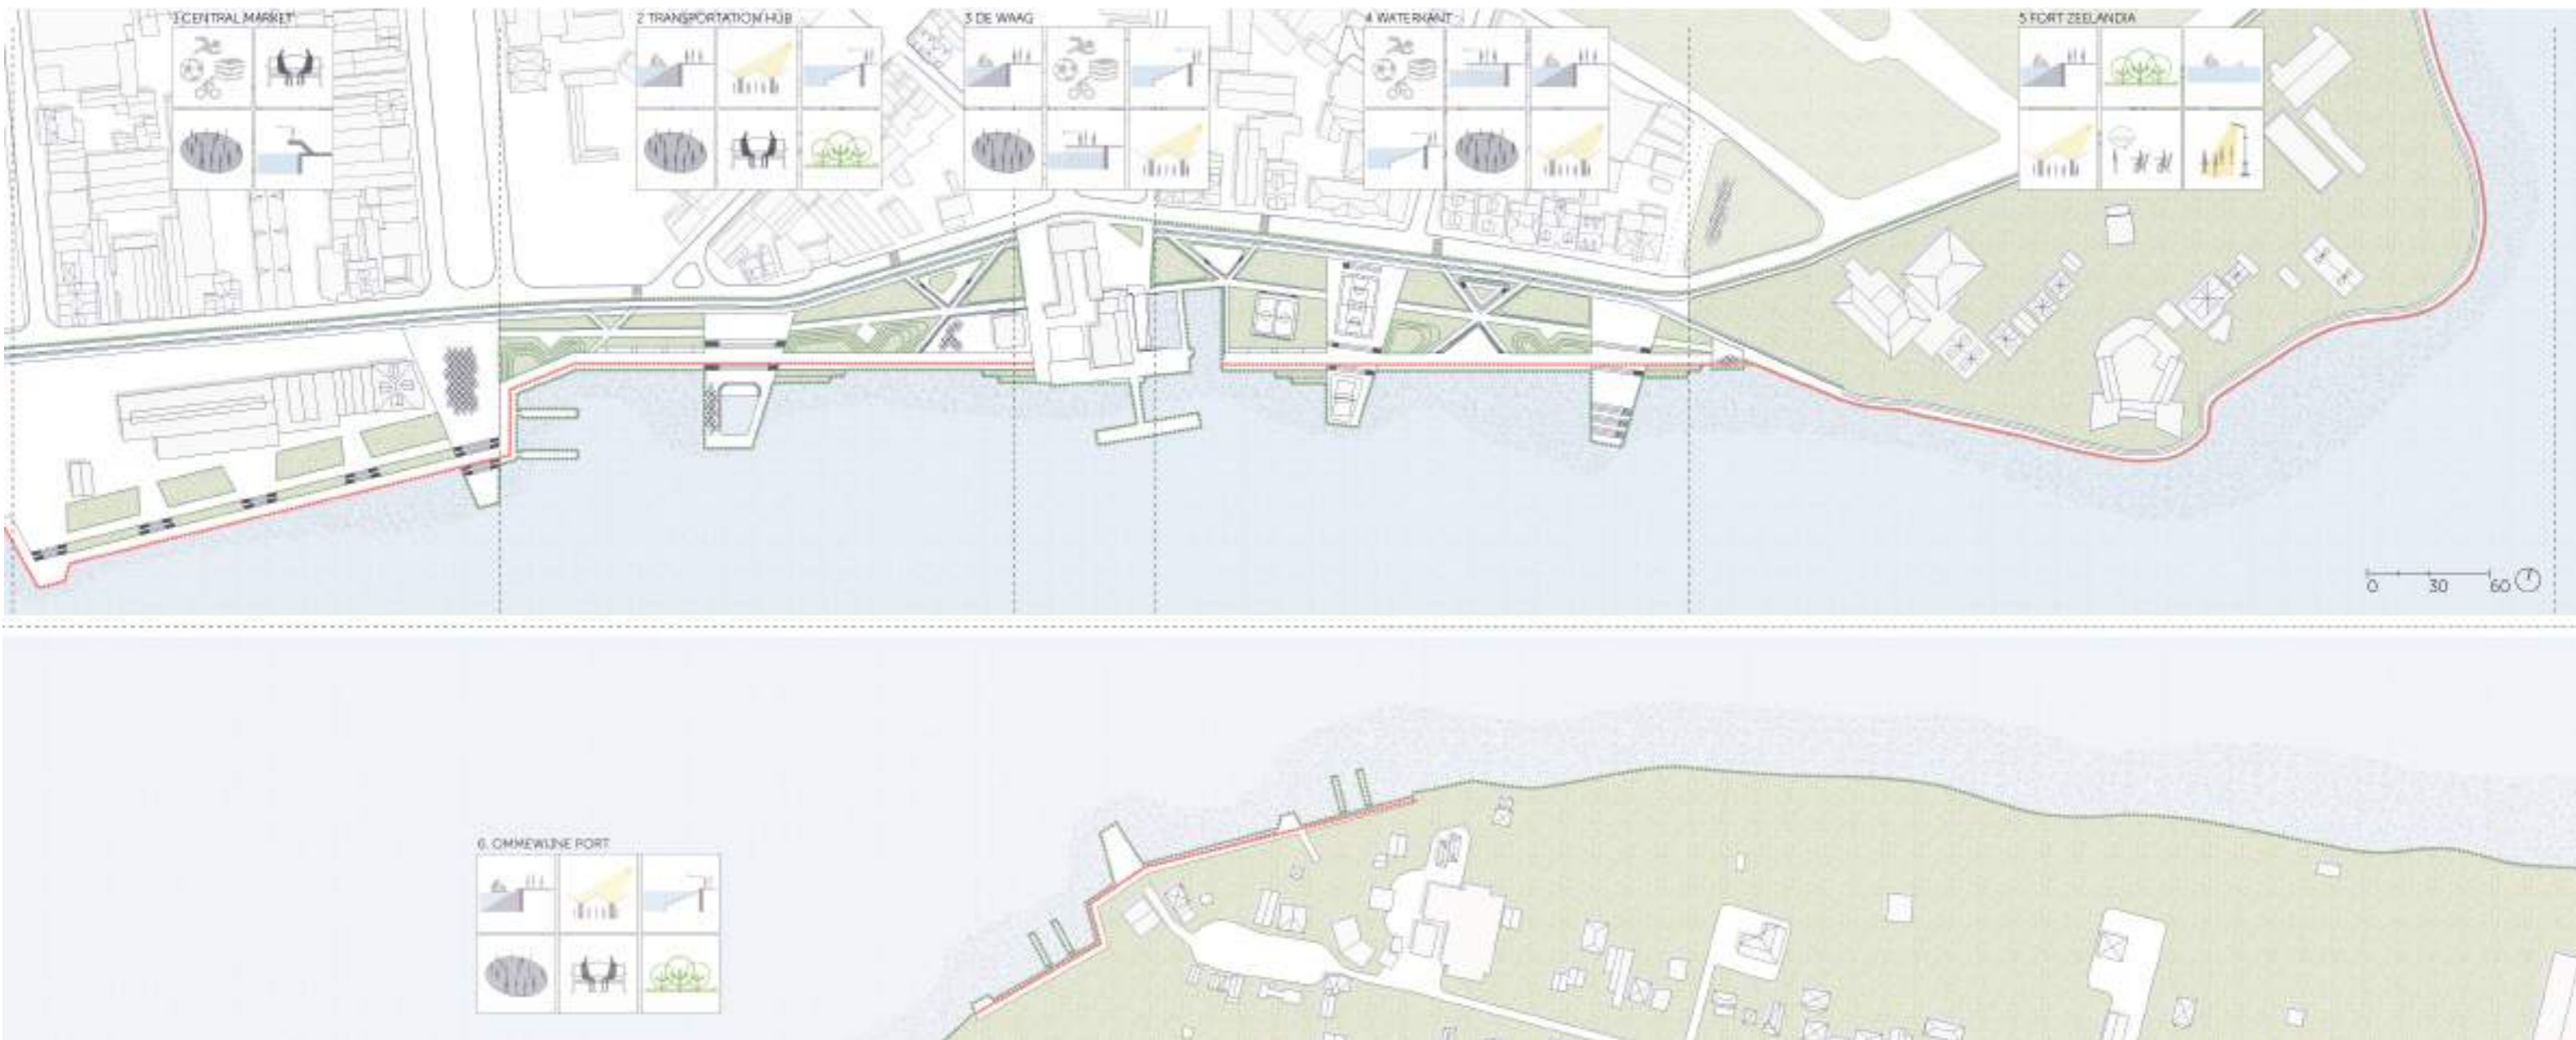 1 CENTRAL MARKET
2 TRANSPORTATION HUB
3 DE WAAG
4 WATERKANT
5 FORT ZEELANDIA
0 30 60
6. OMMEWIJNE PORT